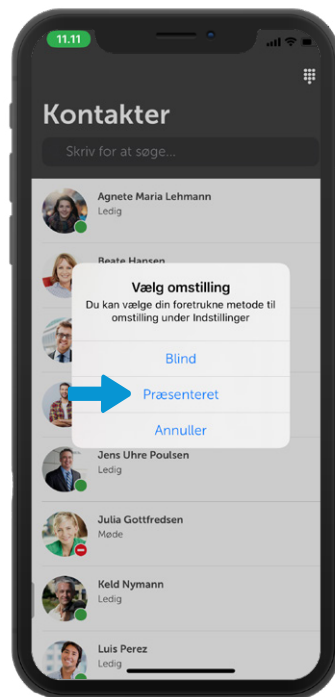 11.11
Kontakter
Skriv for at søge...
Agnete Maria Lehmann
Ledig
Beate Hansen
Vælg omstilling
Du kan vælge din foretrukne metode til
omstilling under Indstillinger
Blind
Præsenteret
Annuller
Jens Uhre Poulsen
Ledig
Julia Gottfredsen
Møde
Keld Nymann
Ledig
Luis Perez
Ledig